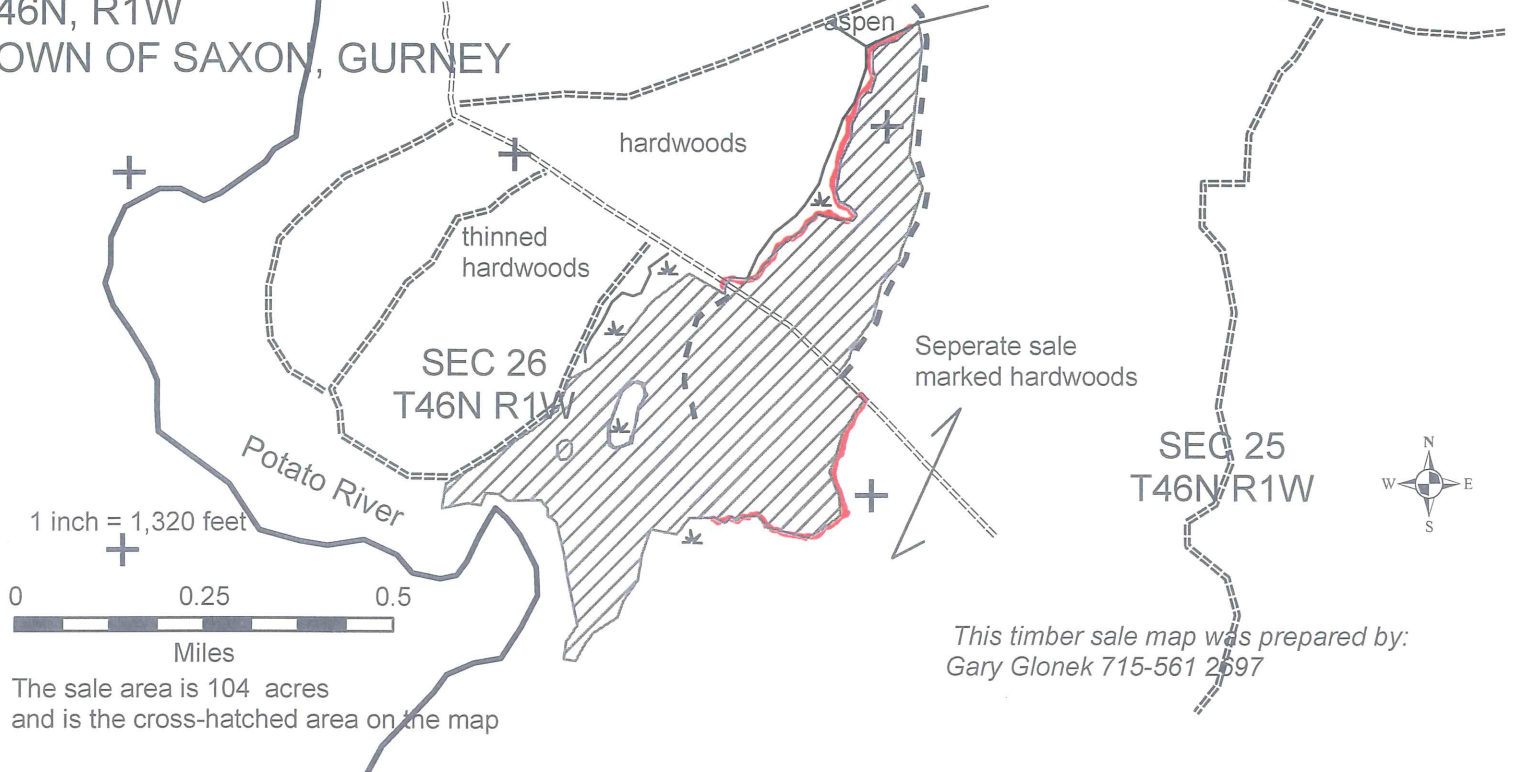 46N, R1W
OWN OF SAXON, GURNEY
aspen
hardwoods
thinned
hardwoods
SEC 26
T46N R1W
Seperate sale
marked hardwoods
SEC 25
T46N R1W
N
W E
S
Potato River
1 inch = 1,320 feet
0 0.25 0.5
Miles
The sale area is 104 acres
and is the cross-hatched area on the map
This timber sale map was prepared by:
Gary Glonek 715-561 2697